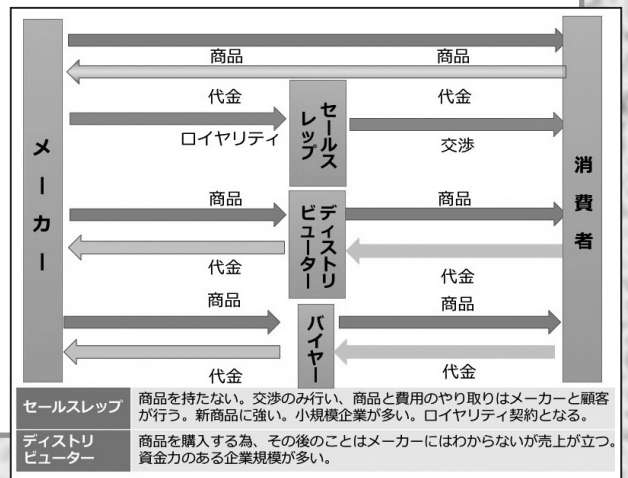 商品 商品
代金 代金
ロイヤリティ
セールスレップ
交渉
メーカー
消費者
商品 商品
ディストリビューター
代金 代金
商品 商品
バイヤー
代金 代金
セールスレップ
商品を持たない。交渉のみ行い、商品と費用のやり取りはメーカーと顧客
が行う。新商品に強い。小規模企業が多い。ロイヤリティ契約となる。
ディストリ
ビューター
商品を購入する為、その後のことはメーカーにはわからないが売上が立つ。
資金力のある企業規模が多い。